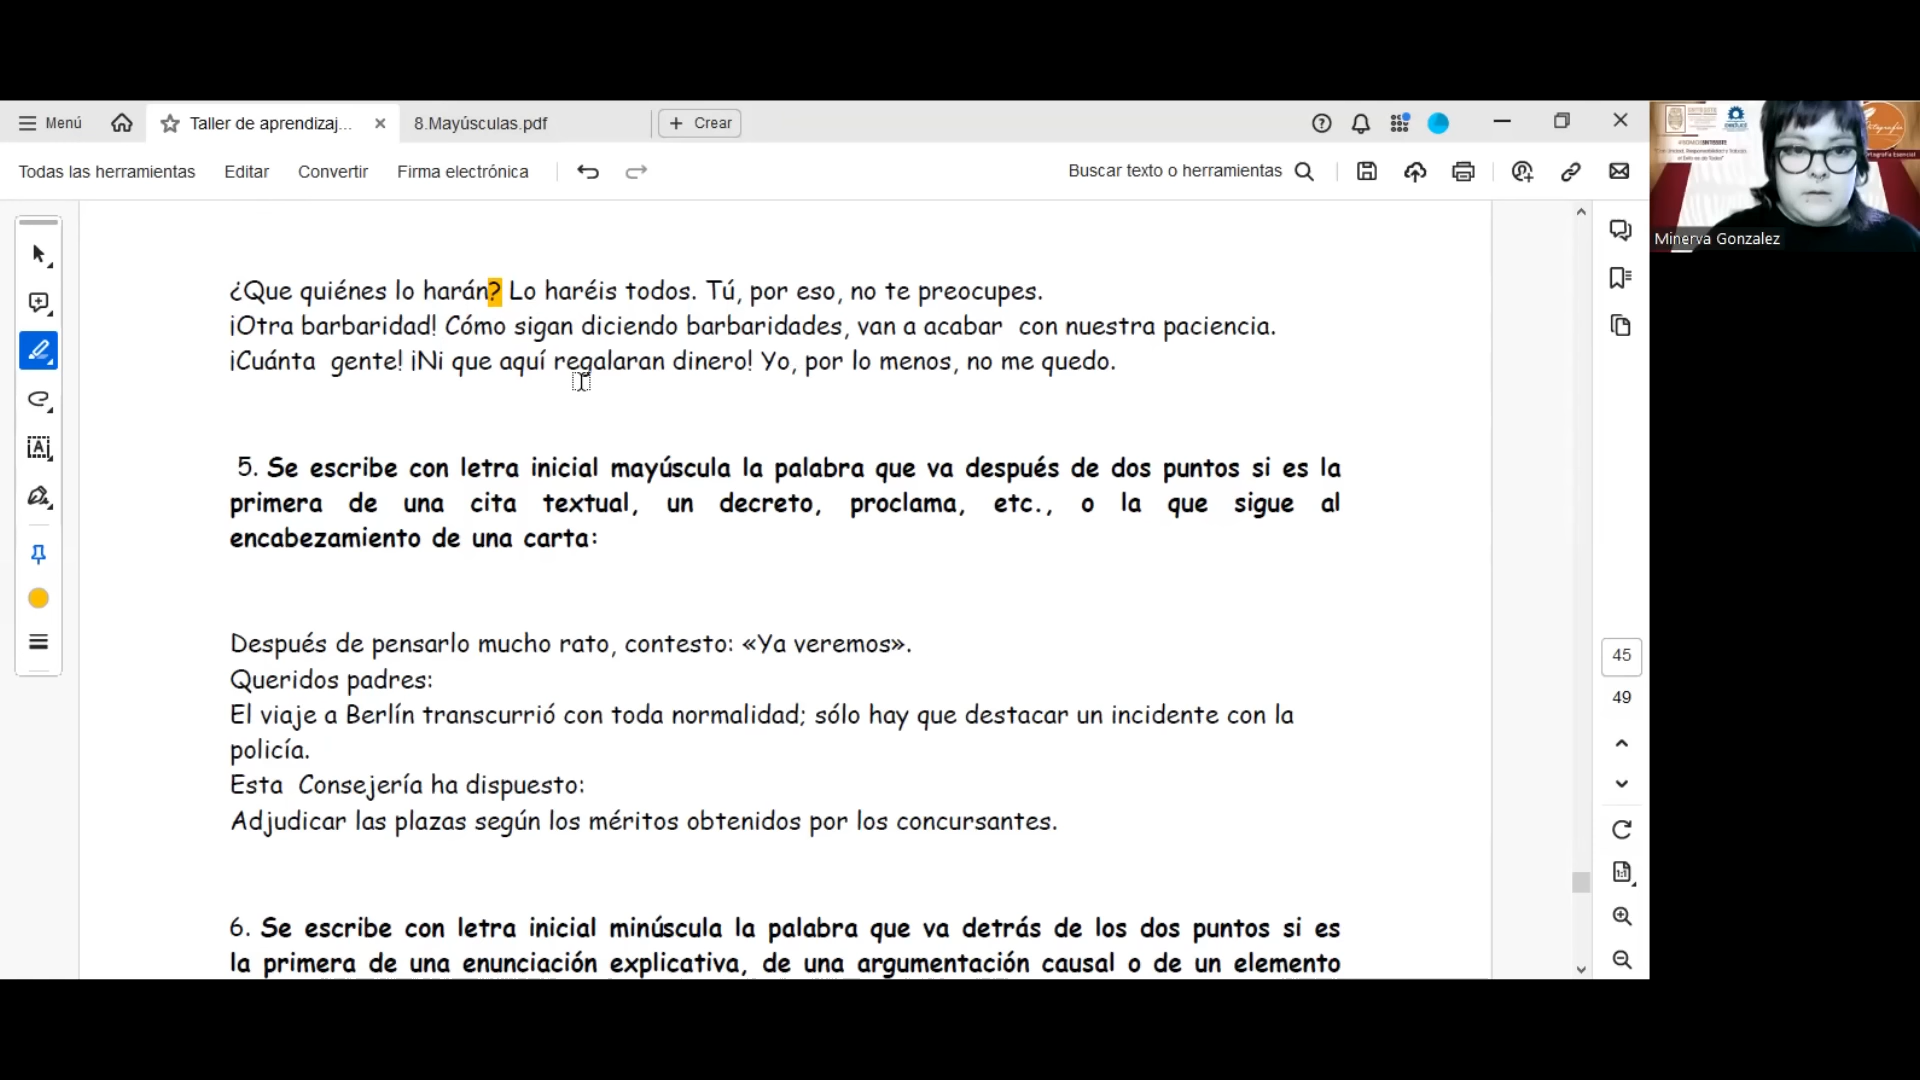 Menú
Taller de aprendizaj...
8.Mayúsculas.pdf
Crear
Todas las herramientas
Editar
Convertir
Firma electrónica
Buscar texto o herramientas
Minerva Gonzalez
¿Que quiénes lo harán? Lo haréis todos. Tú, por eso, no te preocupes.
¡Otra barbaridad! Cómo sigan diciendo barbaridades, van a acabar con nuestra paciencia.
¡Cuánta gente! ¡Ni que aquí regalaran dinero! Yo, por lo menos, no me quedo.
5. Se escribe con letra inicial mayúscula la palabra que va después de dos puntos si es la
primera de una cita textual, un decreto, proclama, etc., o la que sigue al
encabezamiento de una carta:
Después de pensarlo mucho rato, contesto: «Ya veremos».
Queridos padres:
El viaje a Berlín transcurrió con toda normalidad; sólo hay que destacar un incidente con la
policía.
Esta Consejería ha dispuesto:
Adjudicar las plazas según los méritos obtenidos por los concursantes.
6. Se escribe con letra inicial minúscula la palabra que va detrás de los dos puntos si es
la primera de una enunciación explicativa, de una argumentación causal o de un elemento
45
49